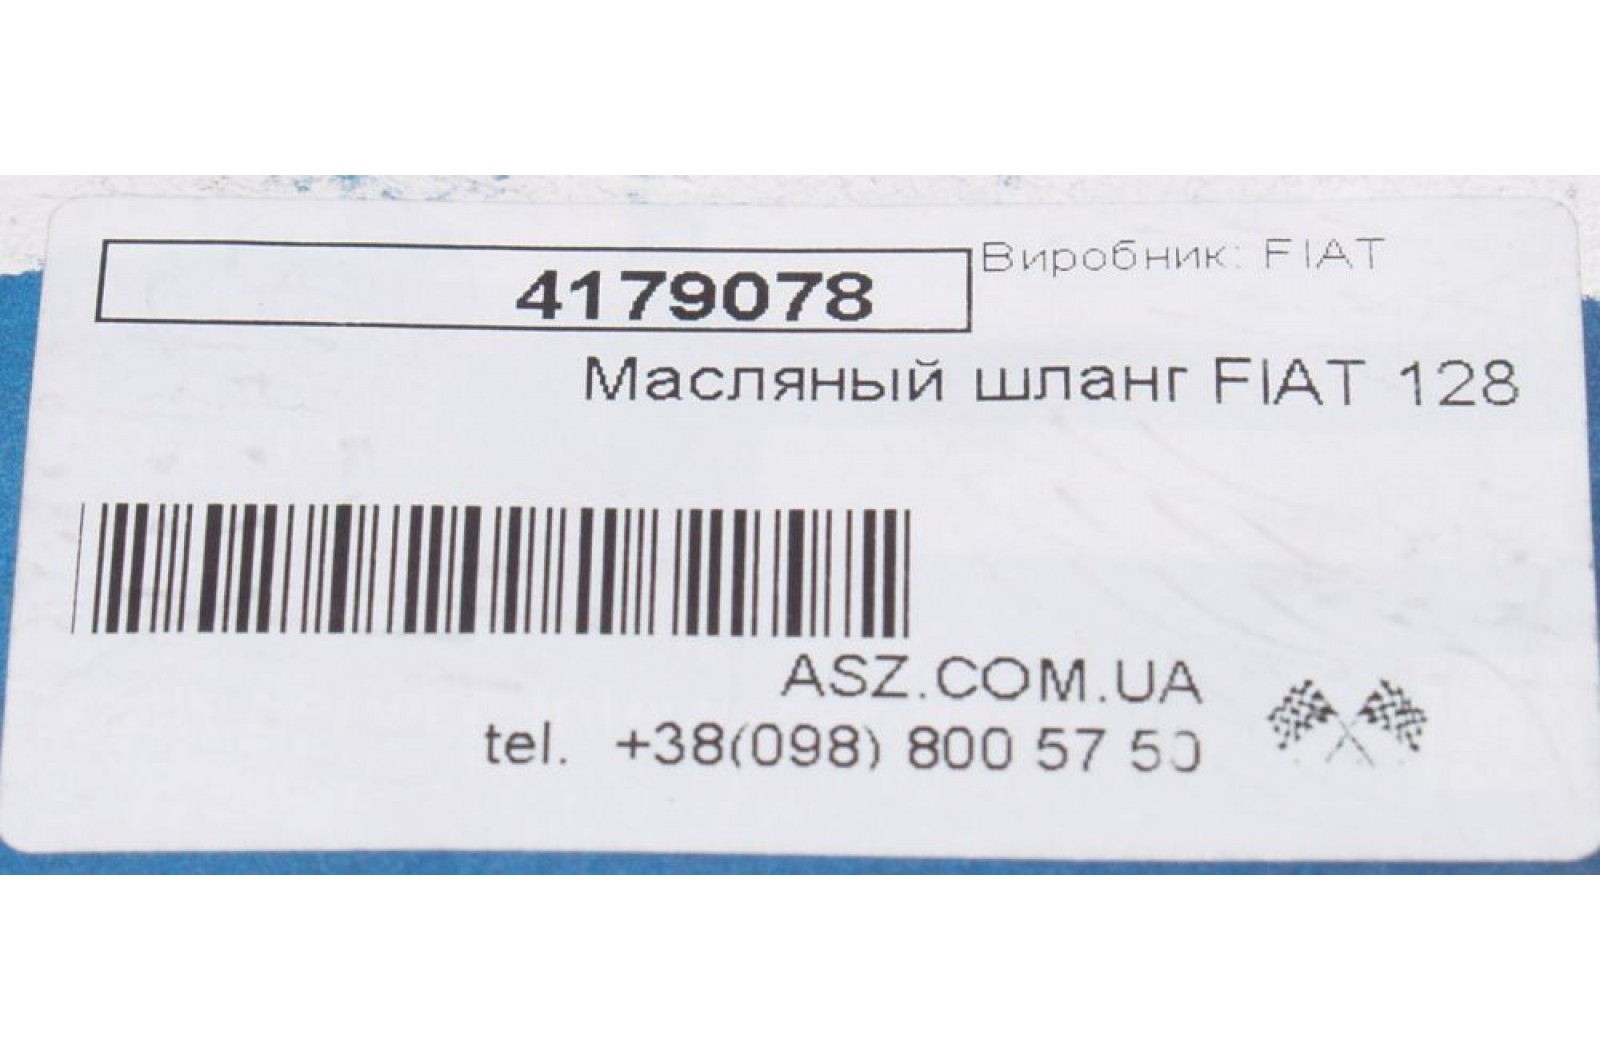 4179078
Виробник: FIAT
Масляный шланг FIAT 128
ASZ.COM.UA
tel. +38(098) 800 57 50